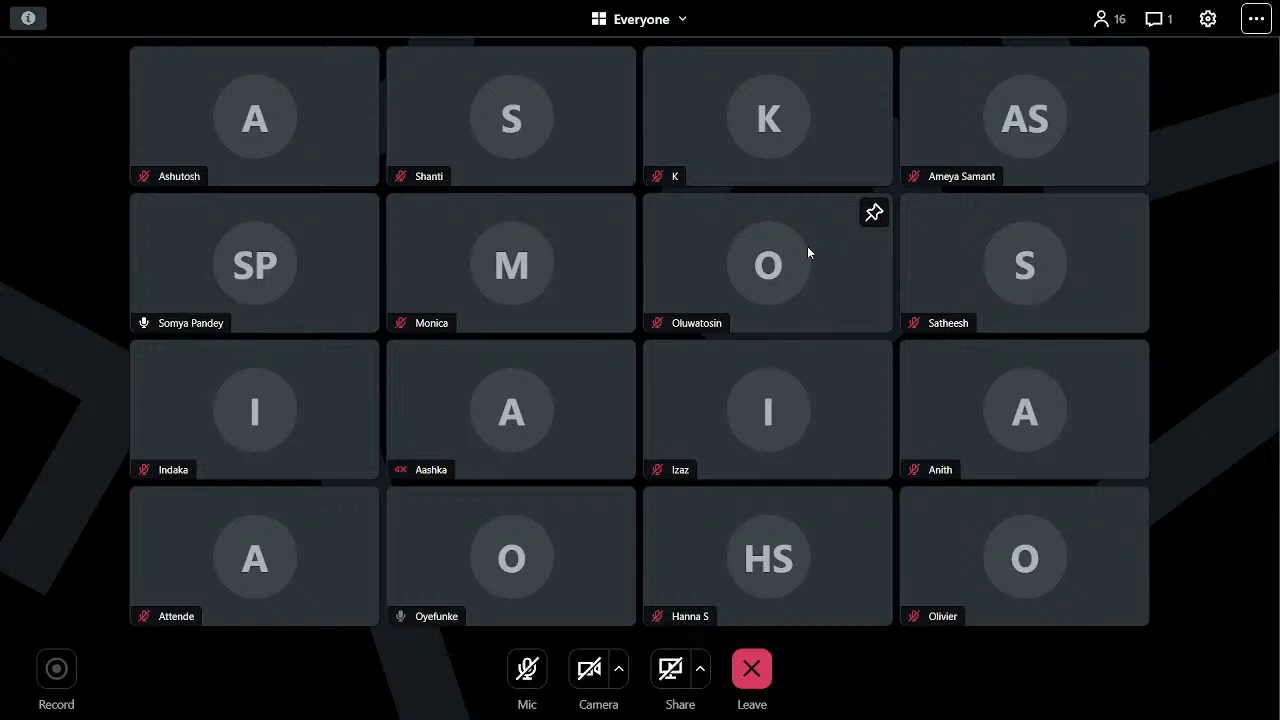 Everyone
16
1
A
S
K
AS
Ashutosh
Shanti
K
Ameya Samant
SP
M
O
S
Somya Pandey
Monica
Oluwatosin
Satheesh
I
A
I
A
Indaka
Aashka
Izaz
Anith
A
O
HS
O
Attende
Oyefunke
Hanna S
Olivier
Record
Mic
Camera
Share
Leave